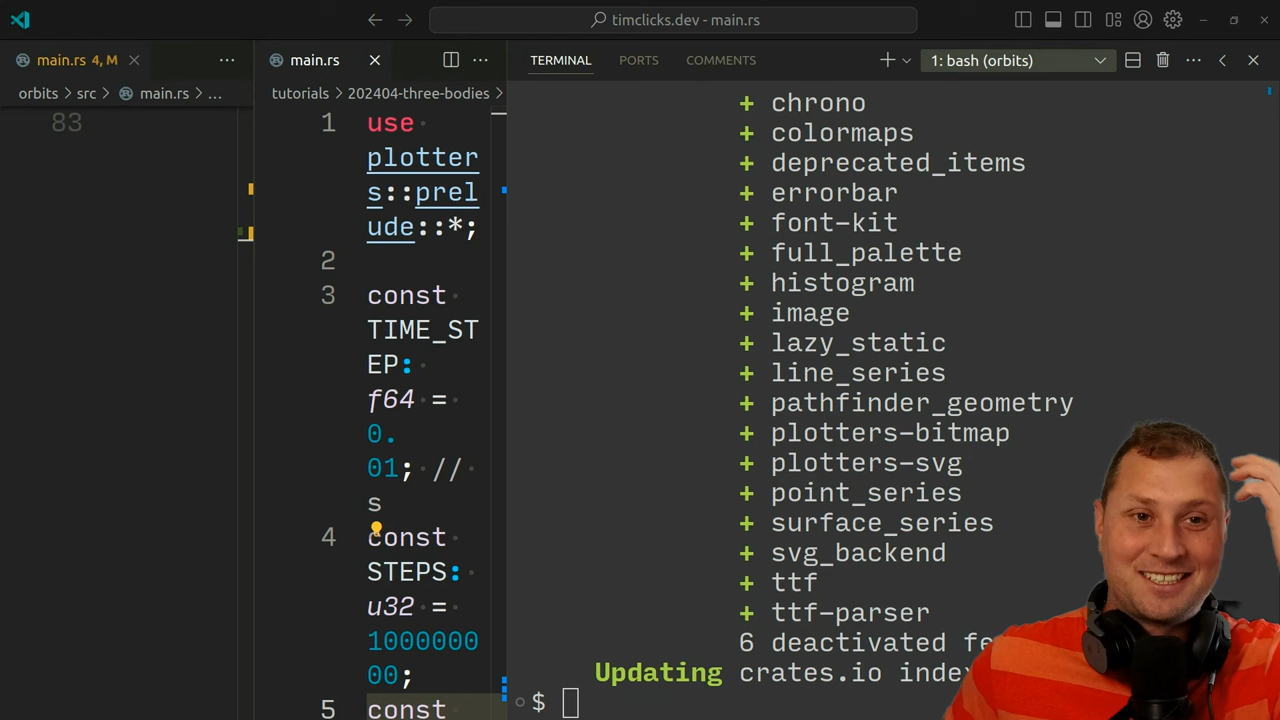 timclicks.dev - main.rs
main.rs 4, M
main.rs
TERMINAL
PORTS
COMMENTS
1: bash (orbits)
orbits > src > main.rs > ...
tutorials > 202404-three-bodies >
83
1
use
plotter
s::prel
ude::*;
2
3
const
TIME_ST
EP:
f64 =
0.
01; //
s
4
const
STEPS:
u32 =
1000000
00;
5
const
+ chrono
+ colormaps
+ deprecated_items
+ errorbar
+ font-kit
+ full_palette
+ histogram
+ image
+ lazy_static
+ line_series
+ pathfinder_geometry
+ plotters-bitmap
+ plotters-svg
+ point_series
+ surface_series
+ svg_backend
+ ttf
+ ttf-parser
6 deactivated fe
Updating crates.io index
$